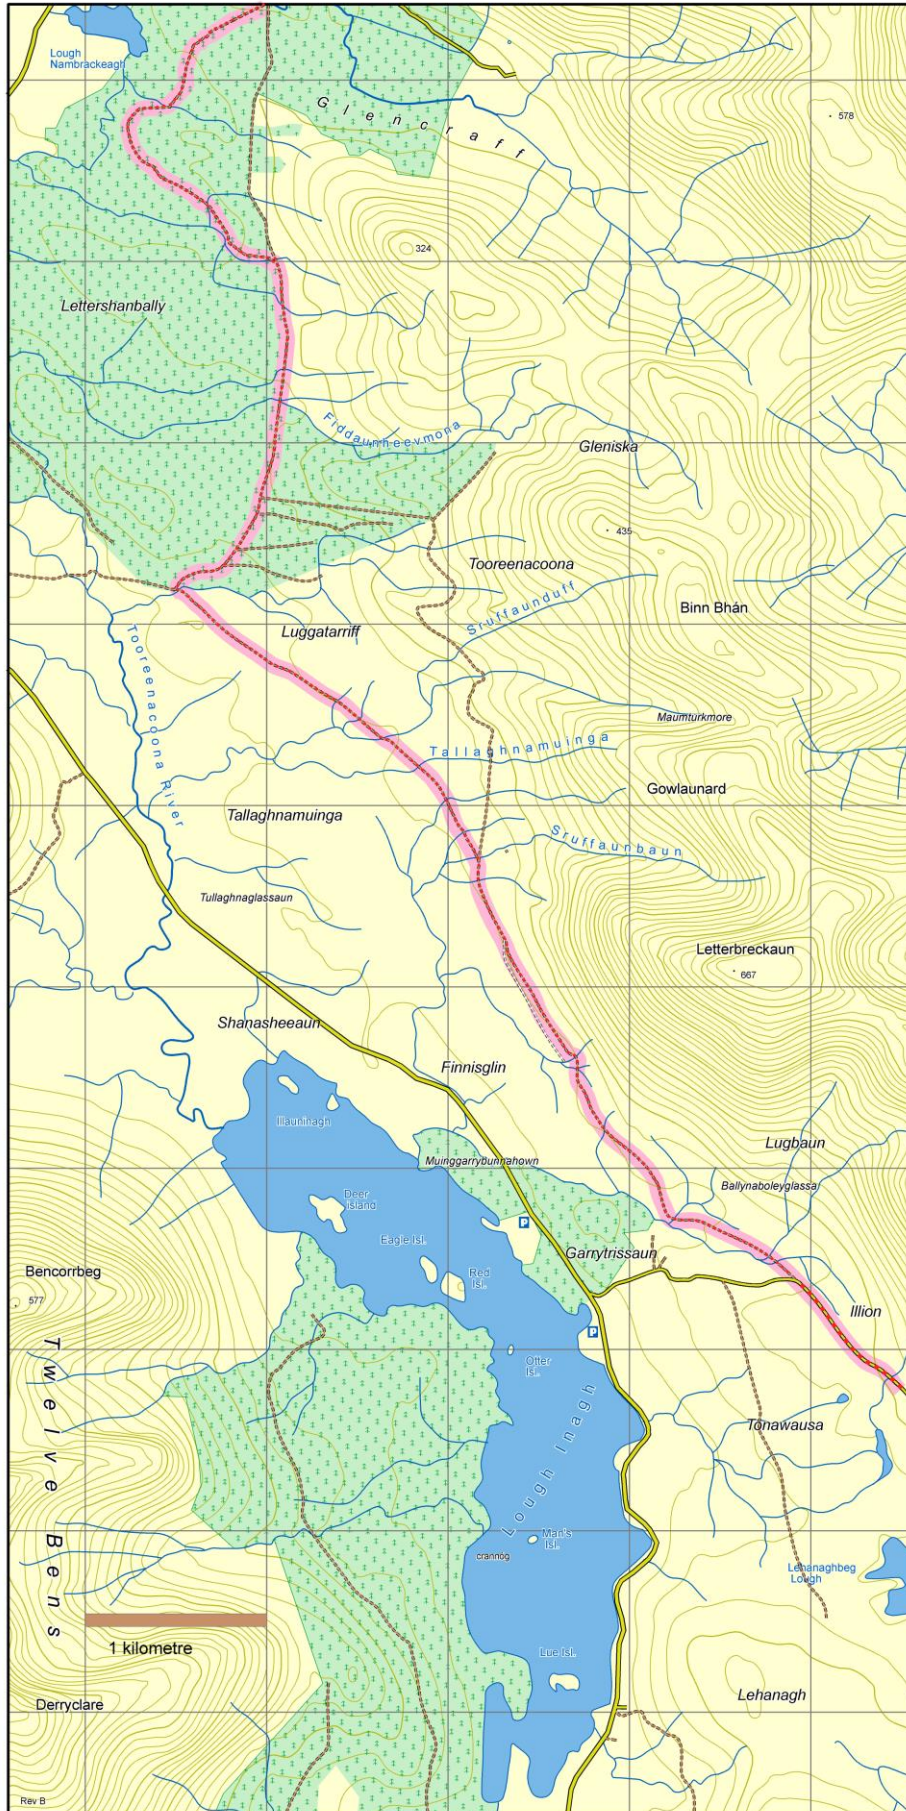 Lough
Nambrackeagh
Glencraff
578
324
Lettershanbally
Fiddaunneevmona
Gleniska
435
Tooreenacoona
Sruffaunduff
Binn Bhán
Luggatarriff
Tooreenacoona River
Maumturkmore
Tallaghnamuinga
Gowlaunard
Tallaghnamuinga
Sruffaunbaun
Tullaghnaglassaun
Letterbreckaun
667
Shanasheeaun
Finnisglin
Illauninagh
Lugbaun
Muinggarrybunnahown
Ballynaboleyglassa
Deer
island
P
Eagle Isl.
Garrytrissaun
Bencorrbeg
Red
Isl.
577
Illion
P
Twelve Bens
Otter
Isl.
Lough Inagh
Tonawausa
Man's
Isl.
crannog
Lehanaghbeg
Lough
1 kilometre
Lue Isl.
Derryclare
Lehanagh
Rev B